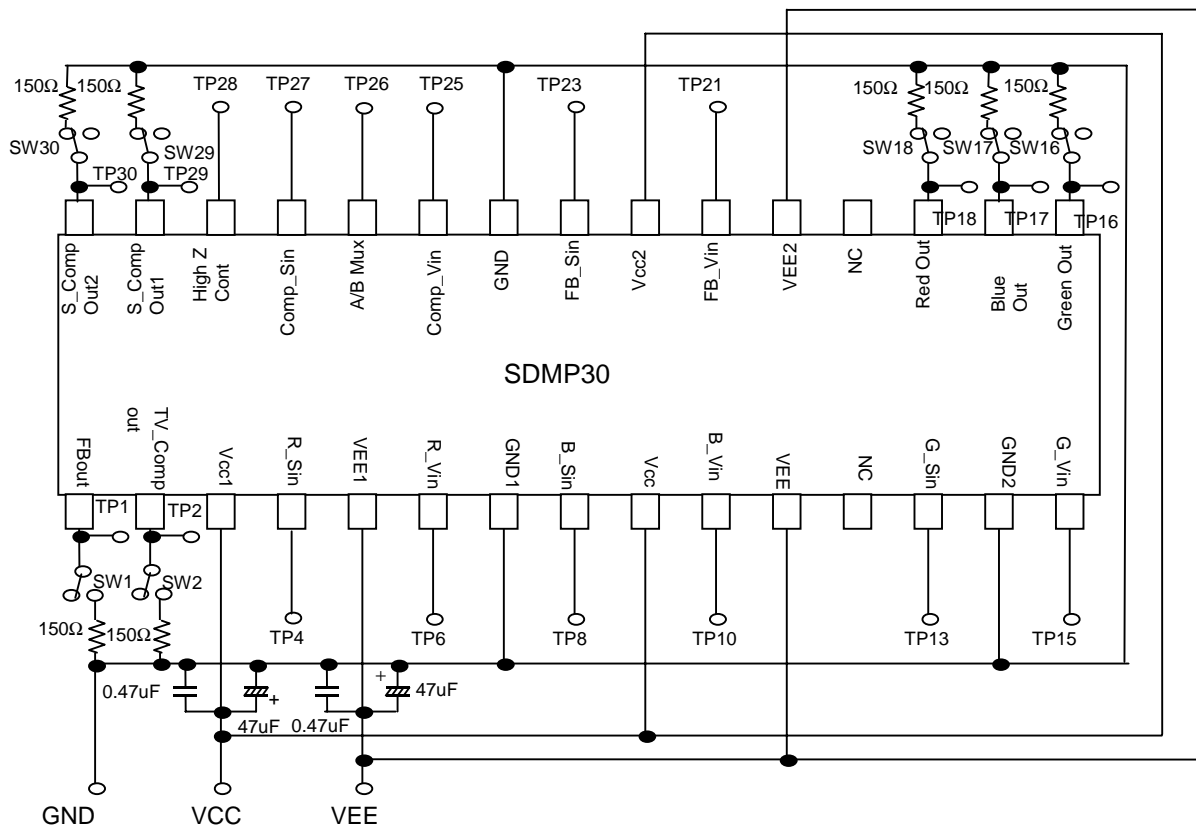 TP28
TP27
TP26
TP25
TP23
TP21
150Ω
150Ω
150Ω
150Ω
150Ω
SW30
SW29
SW18
SW17
SW16
TP30
TP29
TP18
TP17
TP16
S_Comp
Out2
S_Comp
Out1
High Z
Cont
Comp_Sin
A/B Mux
Comp_Vin
GND
FB_Sin
Vcc2
FB_Vin
VEE2
NC
Red Out
Blue
Out
Green Out
SDMP30
FBout
TV_Comp
out
Vcc1
R_Sin
VEE1
R_Vin
GND1
B_Sin
Vcc
B_Vin
VEE
NC
G_Sin
GND2
G_Vin
TP1
TP2
SW1
SW2
150Ω
150Ω
TP4
TP6
TP8
TP10
TP13
TP15
0.47uF
+
47uF
0.47uF
+
47uF
GND
VCC
VEE